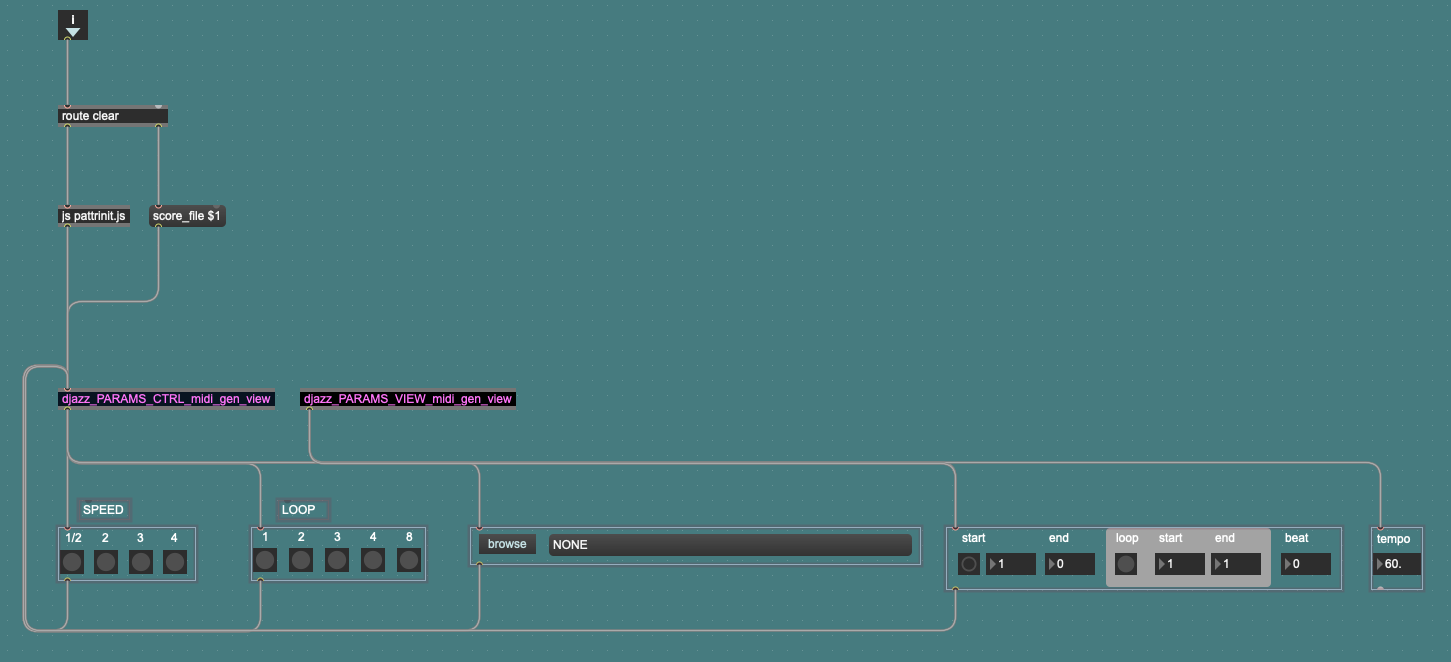 i
route clear
js pattrinit.js score_file $1
djazz_PARAMS_CTRL_midi_gen_view djazz_PARAMS_VIEW_midi_gen_view
SPEED LOOP
1/2 2 3 4 1 2 3 4 8 browse NONE start end loop start end beat tempo
1 0 1 1 0 60.